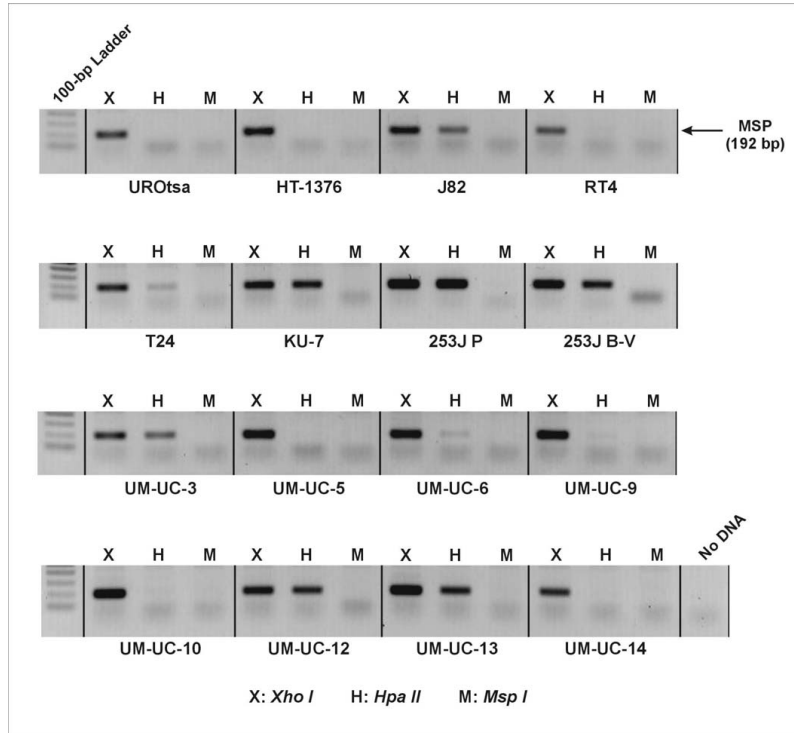 100-bp Ladder
X H M X H M X H M X H M
MSP
(192 bp)
UROtsa HT-1376 J82 RT4
X H M X H M X H M X H M
T24 KU-7 253J P 253J B-V
X H M X H M X H M X H M
UM-UC-3 UM-UC-5 UM-UC-6 UM-UC-9
No DNA
X H M X H M X H M X H M
UM-UC-10 UM-UC-12 UM-UC-13 UM-UC-14
X: Xho I H: Hpa II M: Msp I